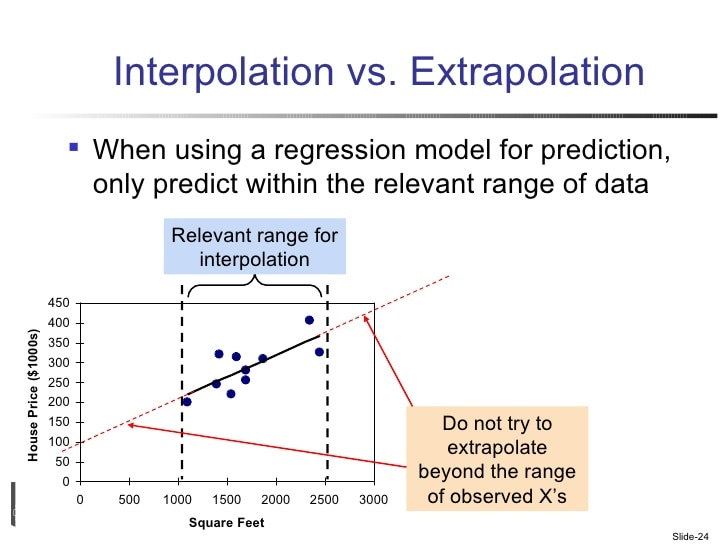 Interpolation vs. Extrapolation
When using a regression model for prediction,
only predict within the relevant range of data
Relevant range for
interpolation
450
400
350
300
250
200
150
100
50
0
House Price ($1000s)
0 500 1000 1500 2000 2500 3000
Square Feet
Do not try to
extrapolate
beyond the range
of observed X’s
Slide-24